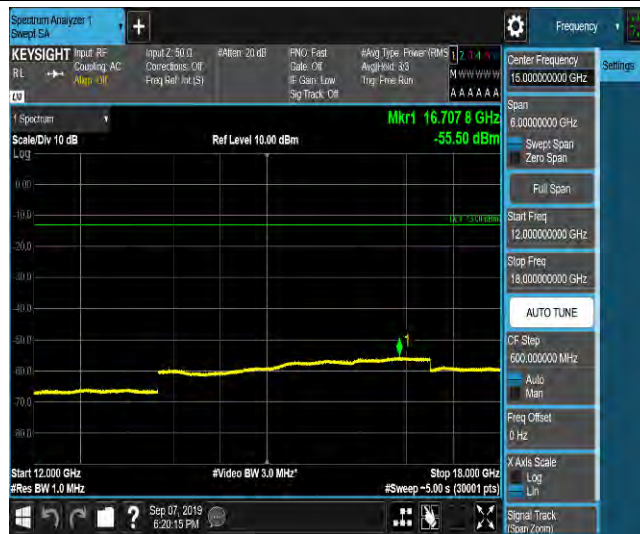 Spectrum Analyzer 1
Swept SA
+
Frequency
KEYSIGHT
RL
Input: RF
Coupling: AC
Align: Off
Input Z: 50 Ω
Corrections: Off
Freq Ref: Int (S)
#Atten: 20 dB
PNO: Fast
Gate: Off
IF Gain: Low
Sig Track: Off
#Avg Type: Power (RMS
Avg|Hold: 3/3
Trig: Free Run
M WW WW W
A A A A A A
1 Spectrum
Scale/Div 10 dB
Log
Ref Level 10.00 dBm
Mkr1 16.707 8 GHz
-55.50 dBm
0.00
-10.0
-20.0
-30.0
-40.0
-50.0
-60.0
-70.0
-80.0
1
Start 12.000 GHz
#Res BW 1.0 MHz
#Video BW 3.0 MHz*
Stop 18.000 GHz
#Sweep ~5.00 s (30001 pts)
Sep 07, 2019
6:20:15 PM
Center Frequency
15.000000000 GHz
Settings
Span
6.00000000 GHz
Swept Span
Zero Span
Full Span
Start Freq
12.000000000 GHz
Stop Freq
18.000000000 GHz
AUTO TUNE
CF Step
600.000000 MHz
Auto
Man
Freq Offset
0 Hz
X Axis Scale
Log
Lin
Signal Track
(Span Zoom)